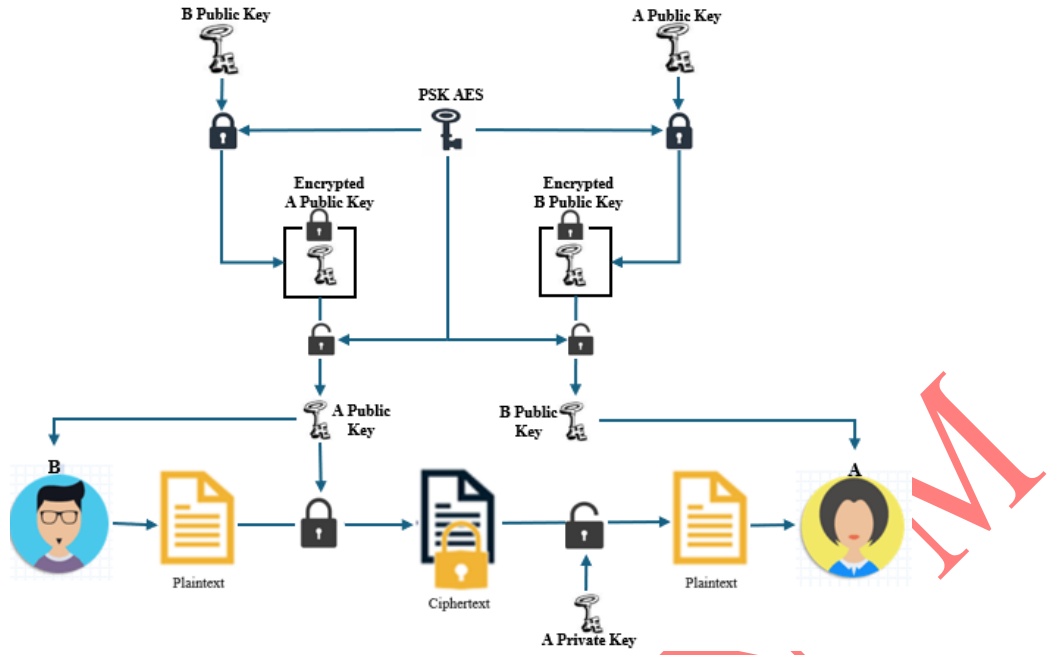 B Public Key
A Public Key
PSK AES
Encrypted
A Public Key
Encrypted
B Public Key
A Public
Key
B Public
Key
B
A
Plaintext
Ciphertext
Plaintext
A Private Key
M